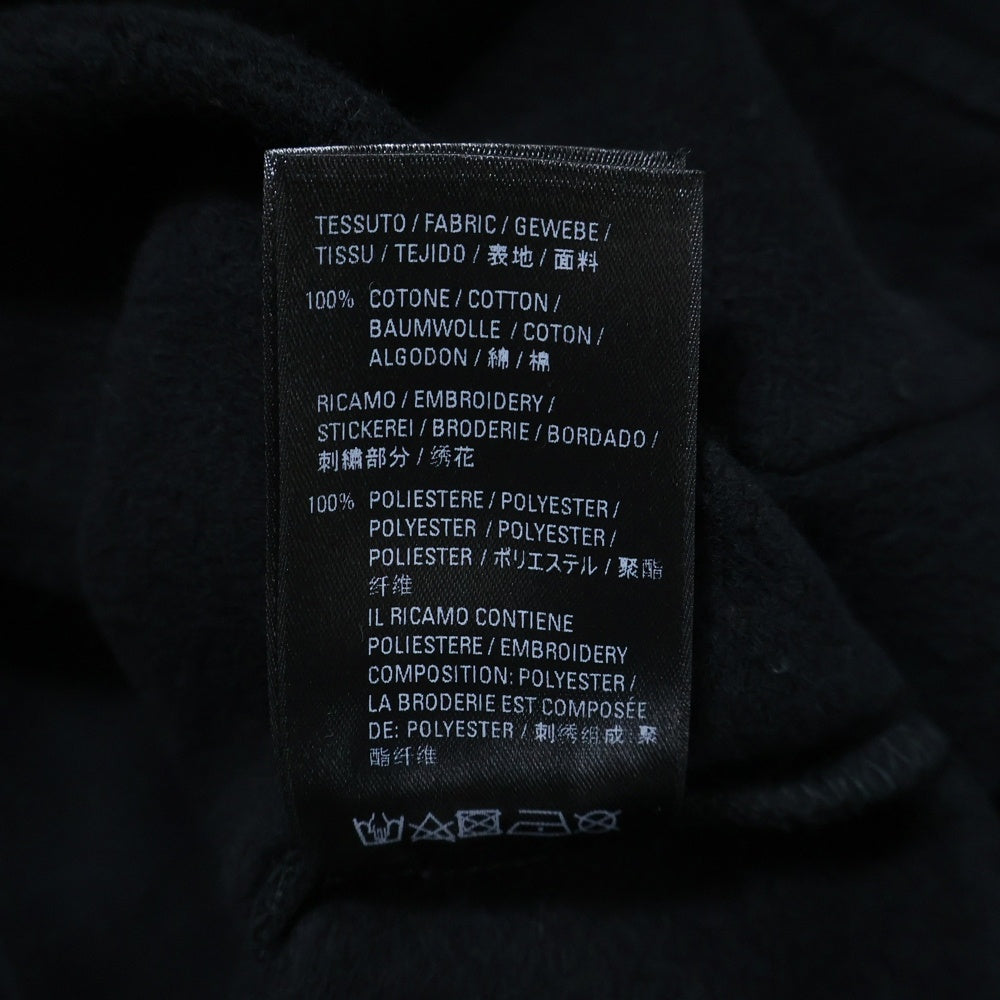 TESSUTO / FABRIC / GEWEBE /
TISSU / TEJIDO / 表地 / 面料
100% COTONE / COTTON /
BAUMWOLLE / COTON /
ALGODON / 綿 / 棉
RICAMO / EMBROIDERY /
STICKEREI / BRODERIE / BORDADO /
刺繍部分 / 绣花
100% POLIESTERE / POLYESTER /
POLYESTER / POLYESTER /
POLIESTER / ポリエステル / 聚酯
纤维
IL RICAMO CONTIENE
POLIESTERE / EMBROIDERY
COMPOSITION: POLYESTER /
LA BRODERIE EST COMPOSÉE
DE: POLYESTER / 刺绣组成 聚
酯纤维